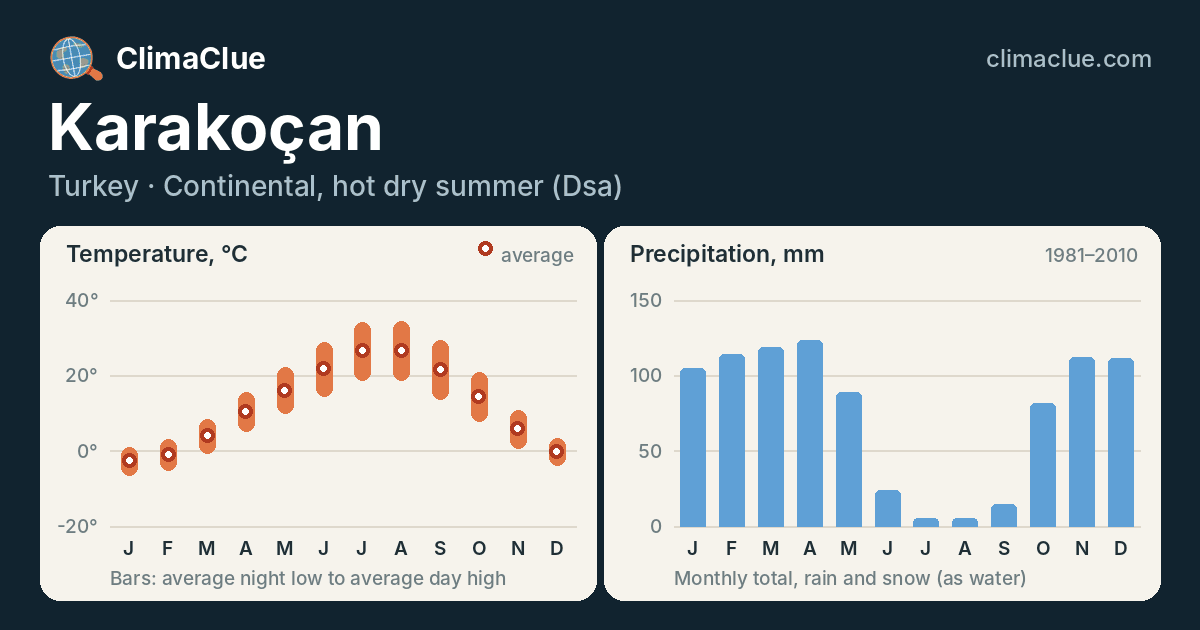 ClimaClue
climaclue.com
Karakoçan
Turkey · Continental, hot dry summer (Dsa)
Temperature, °C
average
40°
20°
0°
-20°
J F M A M J J A S O N D
Bars: average night low to average day high
Precipitation, mm
1981–2010
150
100
50
0
J F M A M J J A S O N D
Monthly total, rain and snow (as water)